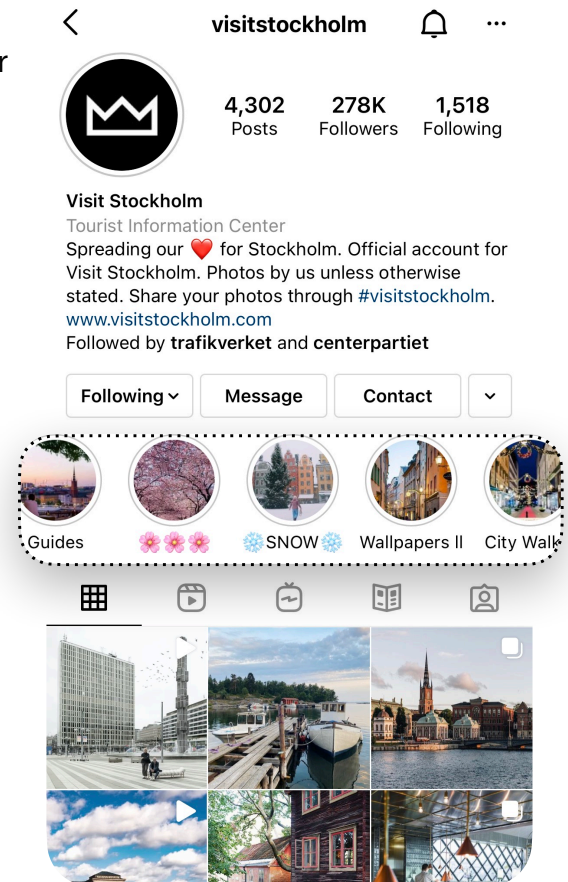 visitstockholm
r
4,302 278K 1,518
Posts Followers Following
Visit Stockholm
Tourist Information Center
Spreading our ❤️ for Stockholm. Official account for
Visit Stockholm. Photos by us unless otherwise
stated. Share your photos through #visitstockholm.
www.visitstockholm.com
Followed by trafikverket and centerpartiet
Following Message Contact
Guides 🌸🌸🌸 ❄️SNOW❄️ Wallpapers II City Walk